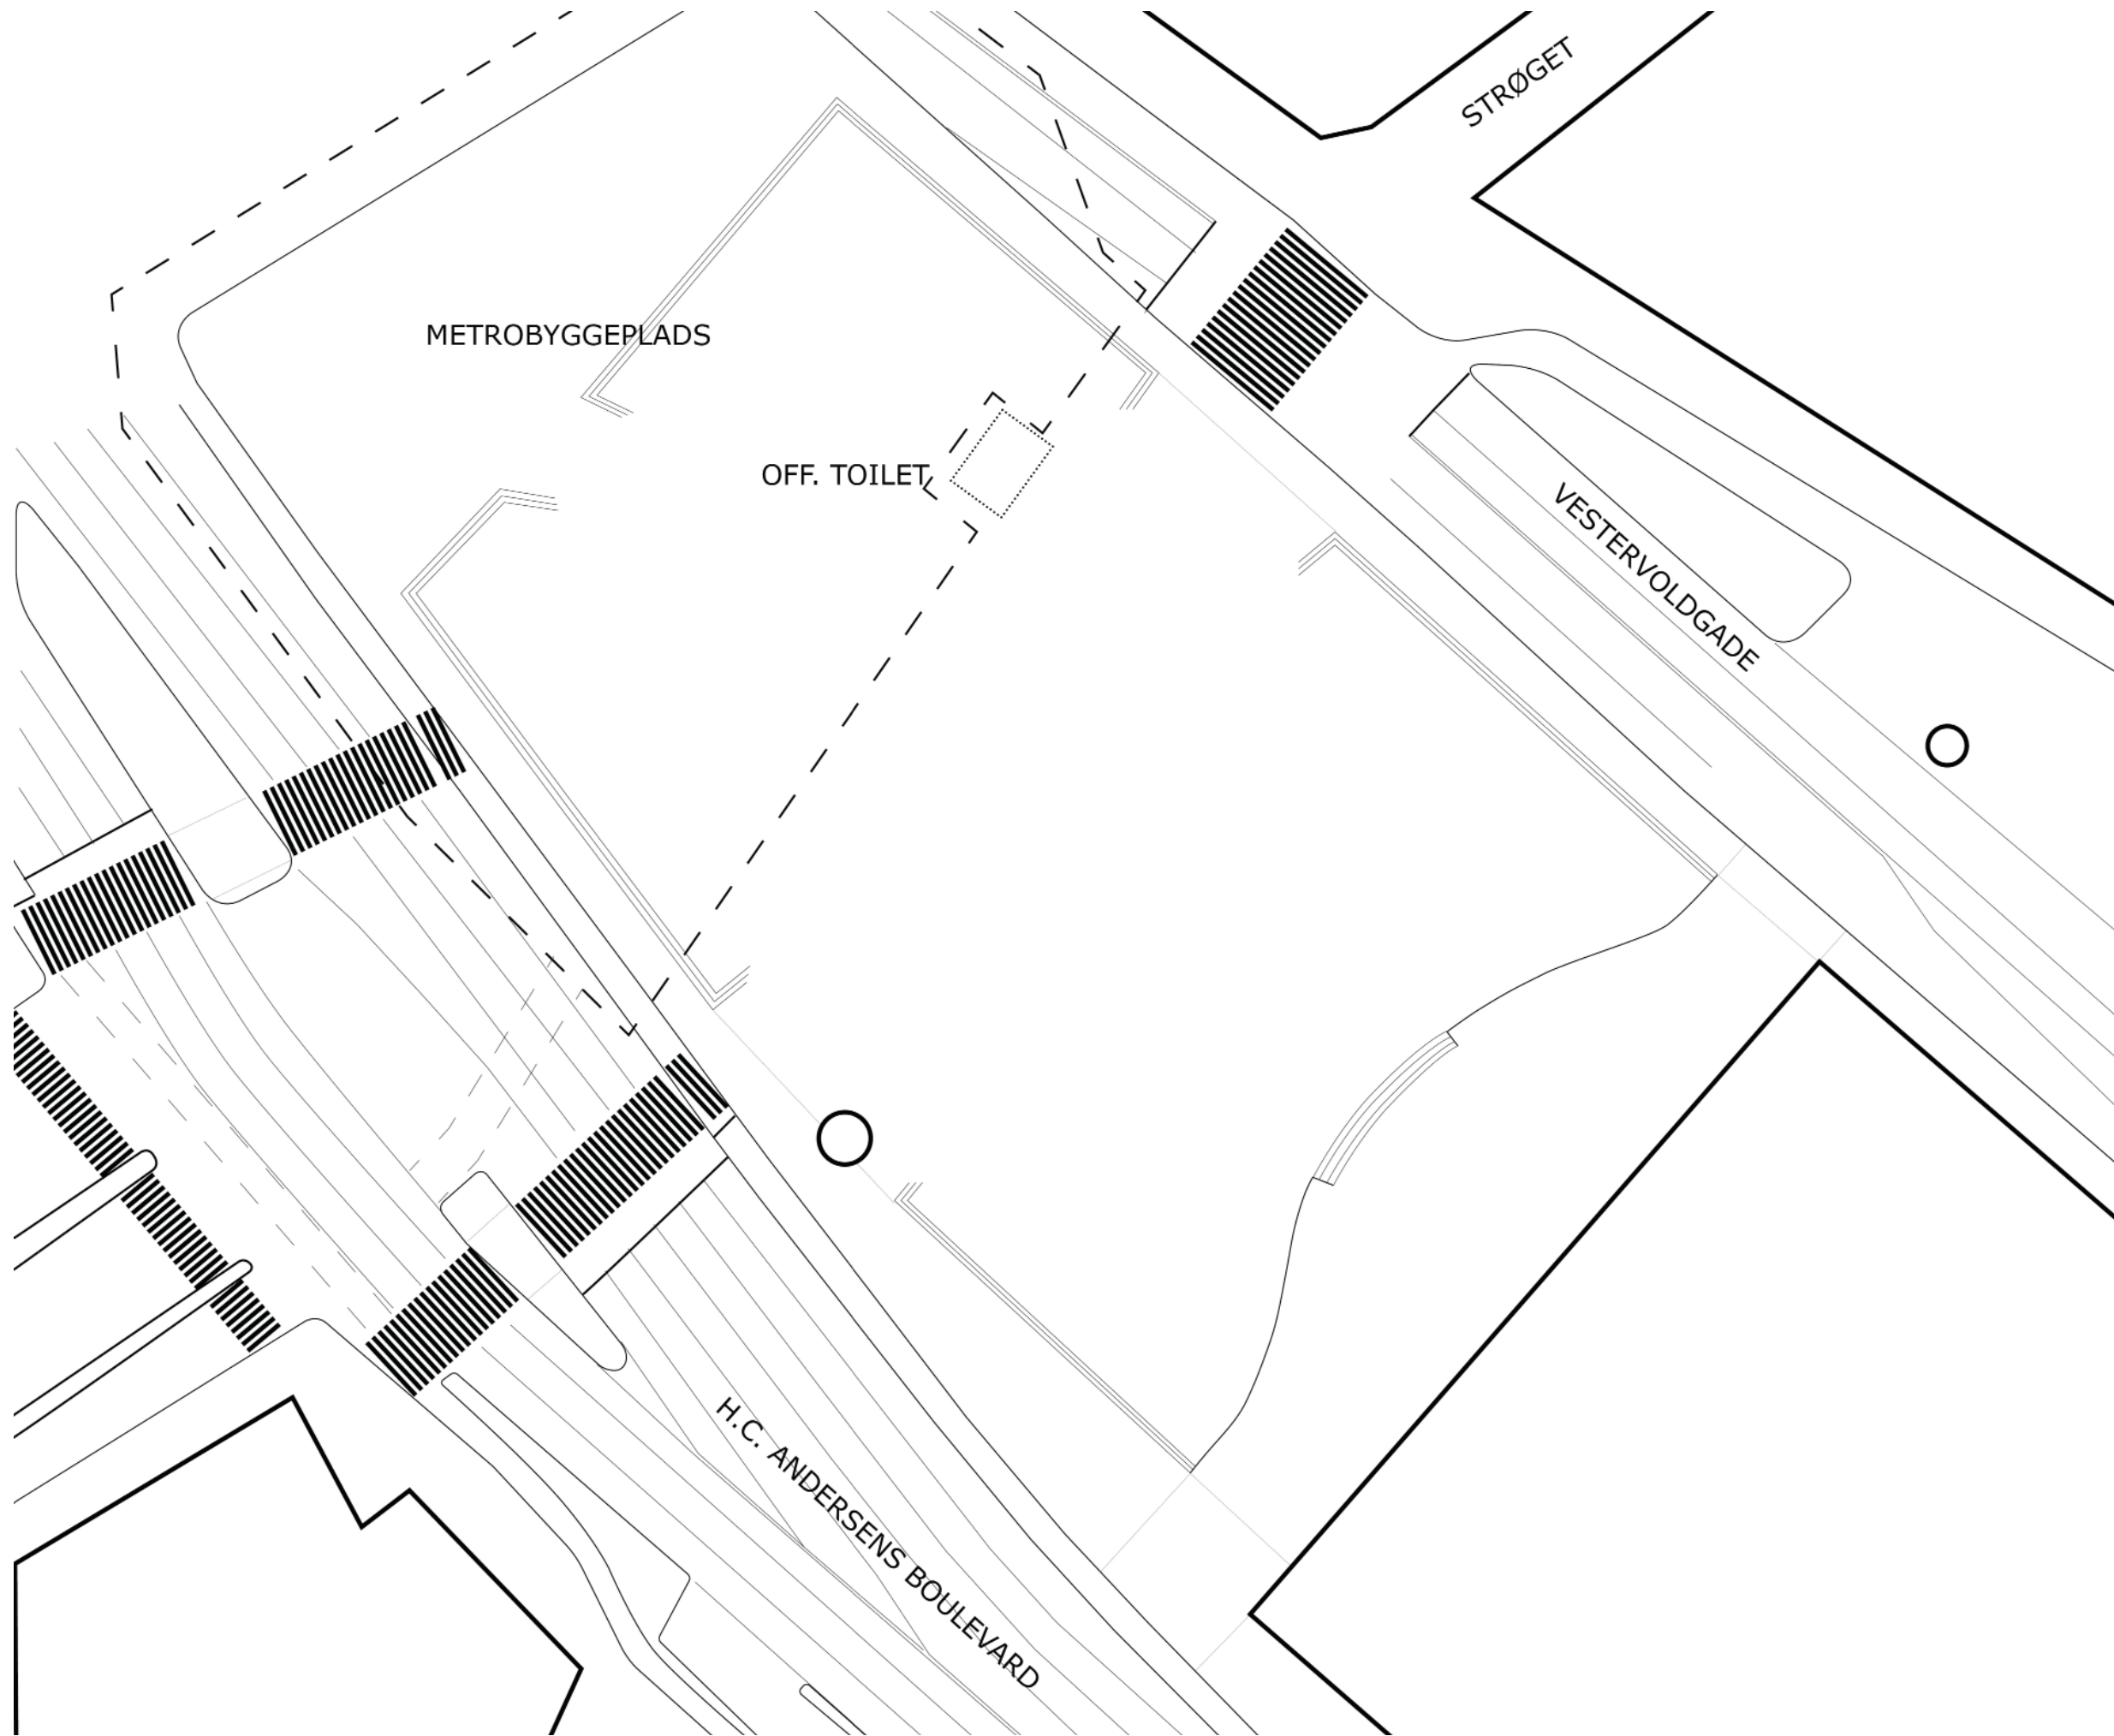 STRØGET
METROBYGGEPLADS
OFF. TOILET
VESTERVOLDGADE
H.C. ANDERSENS BOULEVARD